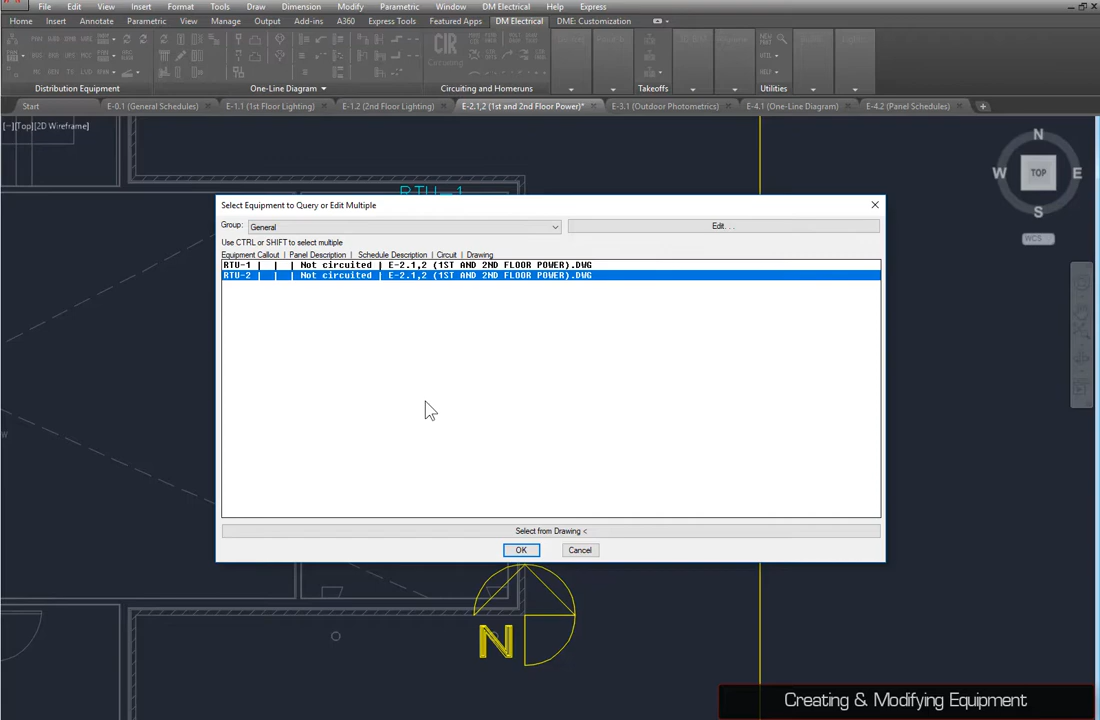 File Edit View Insert Format Tools Draw Dimension Modify Parametric Window DM Electrical Help Express
Home Insert Annotate Parametric View Manage Output Add-ins A360 Express Tools Featured Apps DM Electrical DME: Customization
CIR
Circuiting
Distribution Equipment One-Line Diagram Circuiting and Homeruns Takeoffs Utilities
Start E-0.1 (General Schedules) E-1.1 (1st Floor Lighting) E-1.2 (2nd Floor Lighting) E-2.1,2 (1st and 2nd Floor Power)* E-3.1 (Outdoor Photometrics) E-4.1 (One-Line Diagram) E-4.2 (Panel Schedules)
[−][Top][2D Wireframe]
N
W TOP E
S
WCS
RTU-1
Select Equipment to Query or Edit Multiple
Group: General Edit. . .
Use CTRL or SHIFT to select multiple
Equipment Callout | Panel Description | Schedule Description | Circuit | Drawing
RTU-1 | | | Not circuited | E-2.1,2 (1ST AND 2ND FLOOR POWER).DWG
RTU-2 | | | Not circuited | E-2.1,2 (1ST AND 2ND FLOOR POWER).DWG
Select from Drawing <
OK Cancel
N
Creating & Modifying Equipment